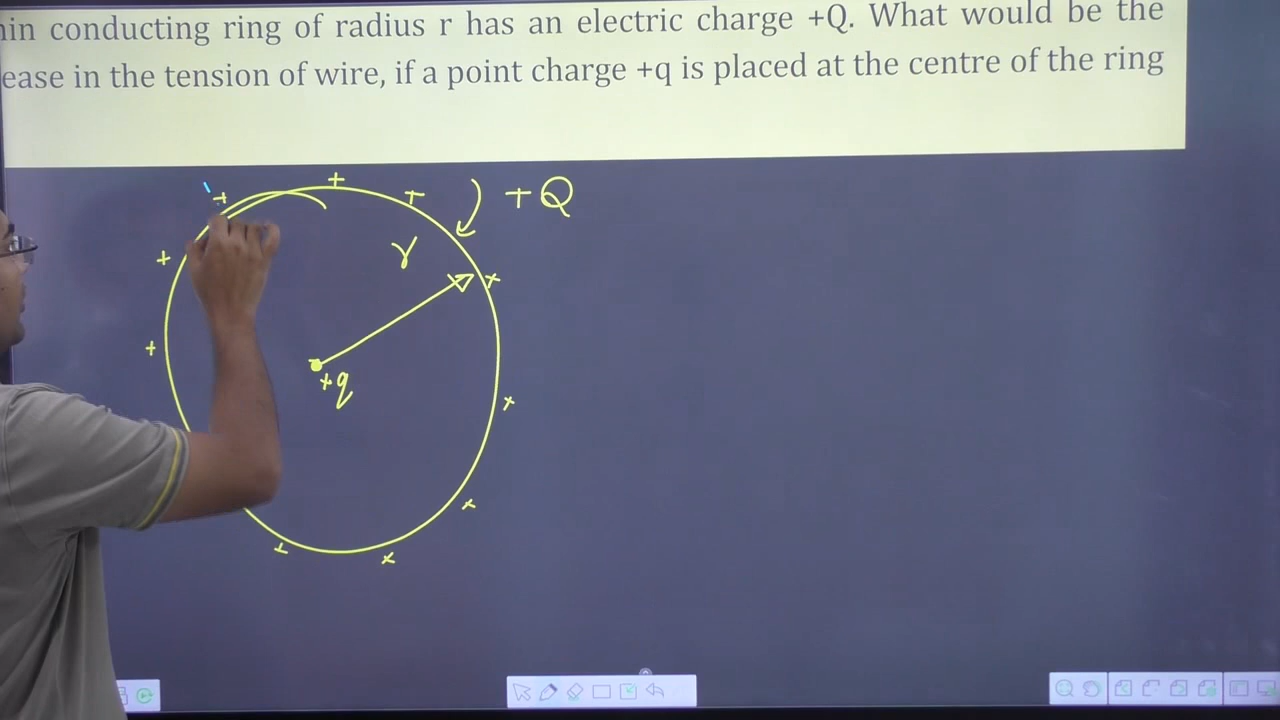 in conducting ring of radius r has an electric charge +Q. What would be the
ease in the tension of wire, if a point charge +q is placed at the centre of the ring
+ + + + Q
+ r
+ +
+ +q
+
+
+ +